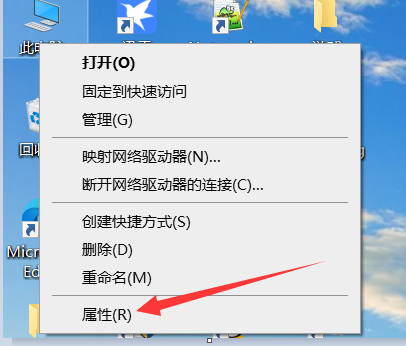 此电脑
打开(O)
固定到快速访问
管理(G)
映射网络驱动器(N)...
断开网络驱动器的连接(C)...
创建快捷方式(S)
删除(D)
重命名(M)
属性(R)
回收
Micros
Ed